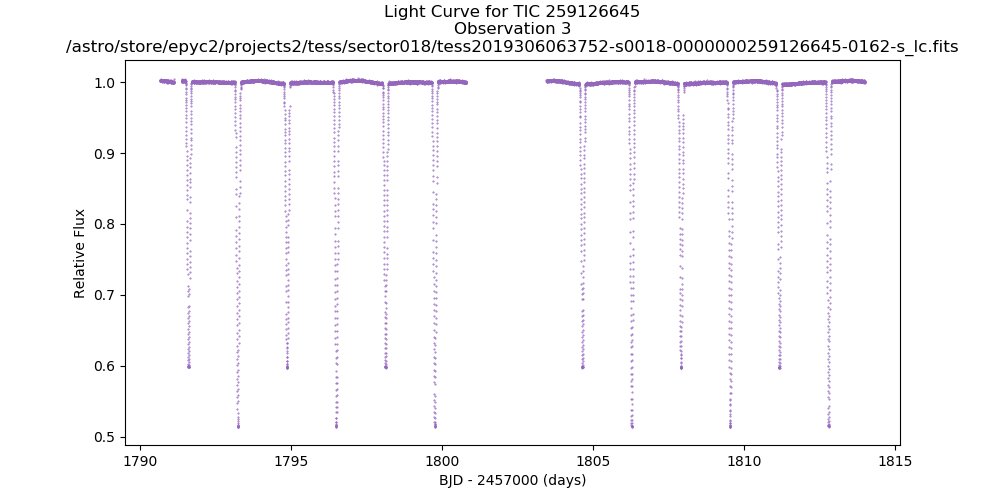 Light Curve for TIC 259126645
Observation 3
/astro/store/epyc2/projects2/tess/sector018/tess2019306063752-s0018-0000000259126645-0162-s_lc.fits
1.0
0.9
0.8
0.7
0.6
0.5
Relative Flux
1790
1795
1800
1805
1810
1815
BJD - 2457000 (days)